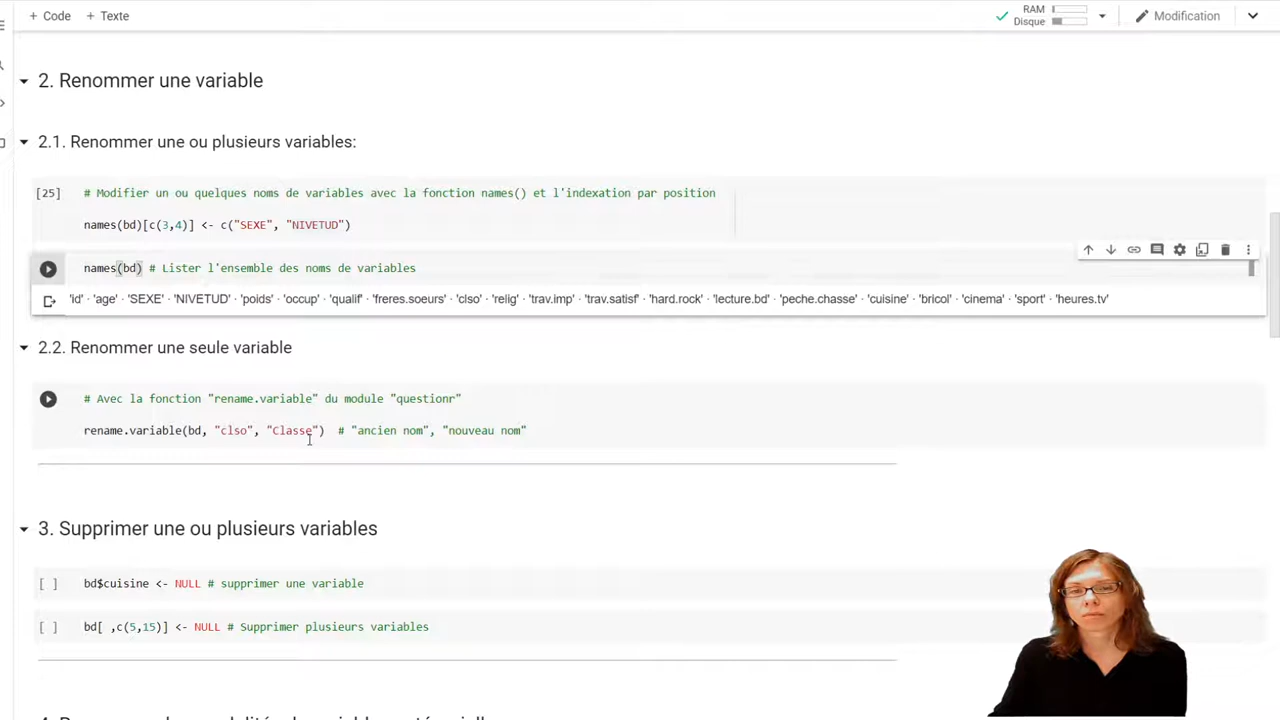 + Code + Texte
RAM
Disque
Modification
2. Renommer une variable
2.1. Renommer une ou plusieurs variables:
[25] # Modifier un ou quelques noms de variables avec la fonction names() et l'indexation par position
names(bd)[c(3,4)] <- c("SEXE", "NIVETUD")
names(bd) # Lister l'ensemble des noms de variables
'id' · 'age' · 'SEXE' · 'NIVETUD' · 'poids' · 'occup' · 'qualif' · 'freres.soeurs' · 'clso' · 'relig' · 'trav.imp' · 'trav.satisf' · 'hard.rock' · 'lecture.bd' · 'peche.chasse' · 'cuisine' · 'bricol' · 'cinema' · 'sport' · 'heures.tv'
2.2. Renommer une seule variable
# Avec la fonction "rename.variable" du module "questionr"
rename.variable(bd, "clso", "Classe") # "ancien nom", "nouveau nom"
3. Supprimer une ou plusieurs variables
[ ] bd$cuisine <- NULL # supprimer une variable
[ ] bd[ ,c(5,15)] <- NULL # Supprimer plusieurs variables